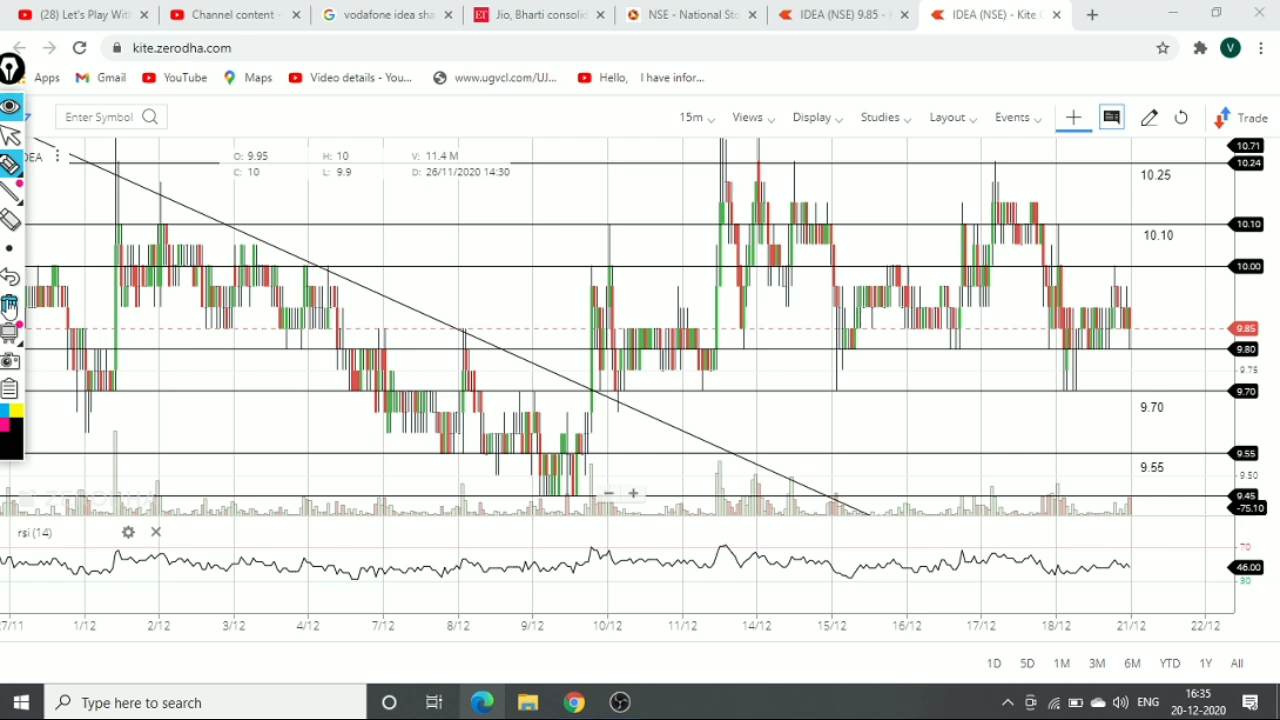 (28) Let's Play With
Channel content -
vodafone idea sha
Jio, Bharti consolid
NSE - National Sto
IDEA (NSE) 9.85 -
IDEA (NSE) - Kite C
kite.zerodha.com
V
Apps
Gmail
YouTube
Maps
Video details - You...
www.ugvcl.com/UJ...
Hello, I have infor...
Enter Symbol
15m
Views
Display
Studies
Layout
Events
Trade
DEA
O: 9.95
H: 10
V: 11.4 M
C: 10
L: 9.9
D: 26/11/2020 14:30
10.71
10.24
10.25
10.10
10.10
10.00
9.85
9.80
9.75
9.70
9.70
9.55
9.55
9.50
9.45
-75.10
ZERODHA
rsi (14)
70
46.00
30
27/11
1/12
2/12
3/12
4/12
7/12
8/12
9/12
10/12
11/12
14/12
15/12
16/12
17/12
18/12
21/12
22/12
1D
5D
1M
3M
6M
YTD
1Y
All
Type here to search
ENG
16:35
20-12-2020